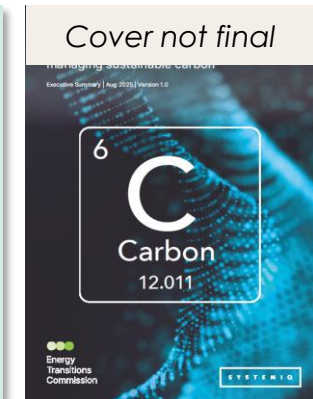 Cover not final
managing sustainable carbon
Executive Summary | Aug 2025 | Version 1.0
6
C
Carbon
12.011
Energy
Transitions
Commission
SYSTEMIQ